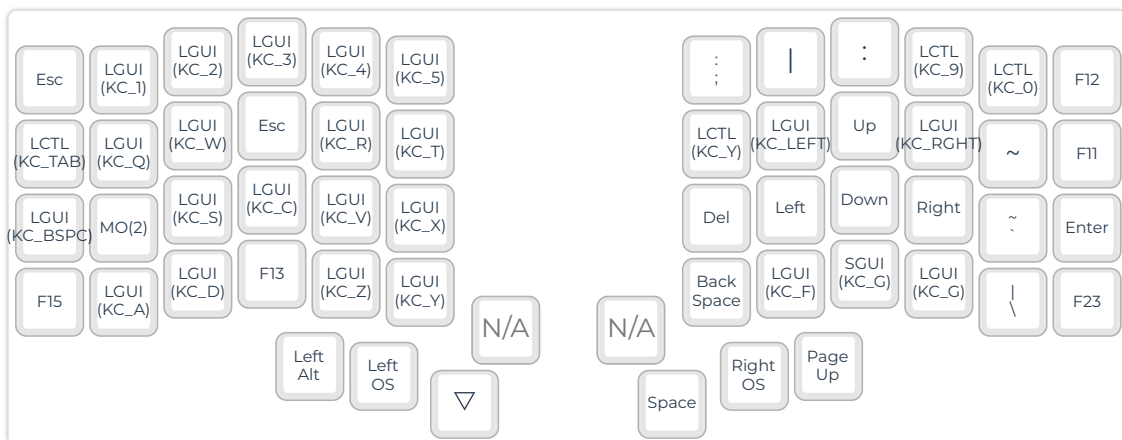 Esc
LGUI
(KC_1)
LGUI
(KC_2)
LGUI
(KC_3)
LGUI
(KC_4)
LGUI
(KC_5)
:
;
|
:
LCTL
(KC_9)
LCTL
(KC_0)
F12
LCTL
(KC_TAB)
LGUI
(KC_Q)
LGUI
(KC_W)
Esc
LGUI
(KC_R)
LGUI
(KC_T)
LCTL
(KC_Y)
LGUI
(KC_LEFT)
Up
LGUI
(KC_RGHT)
~
F11
LGUI
(KC_BSPC)
MO(2)
LGUI
(KC_S)
LGUI
(KC_C)
LGUI
(KC_V)
LGUI
(KC_X)
Del
Left
Down
Right
~
`
Enter
F15
LGUI
(KC_A)
LGUI
(KC_D)
F13
LGUI
(KC_Z)
LGUI
(KC_Y)
Back
Space
LGUI
(KC_F)
SGUI
(KC_G)
LGUI
(KC_G)
|
\
F23
N/A
N/A
Left
Alt
Left
OS
▽
Space
Right
OS
Page
Up